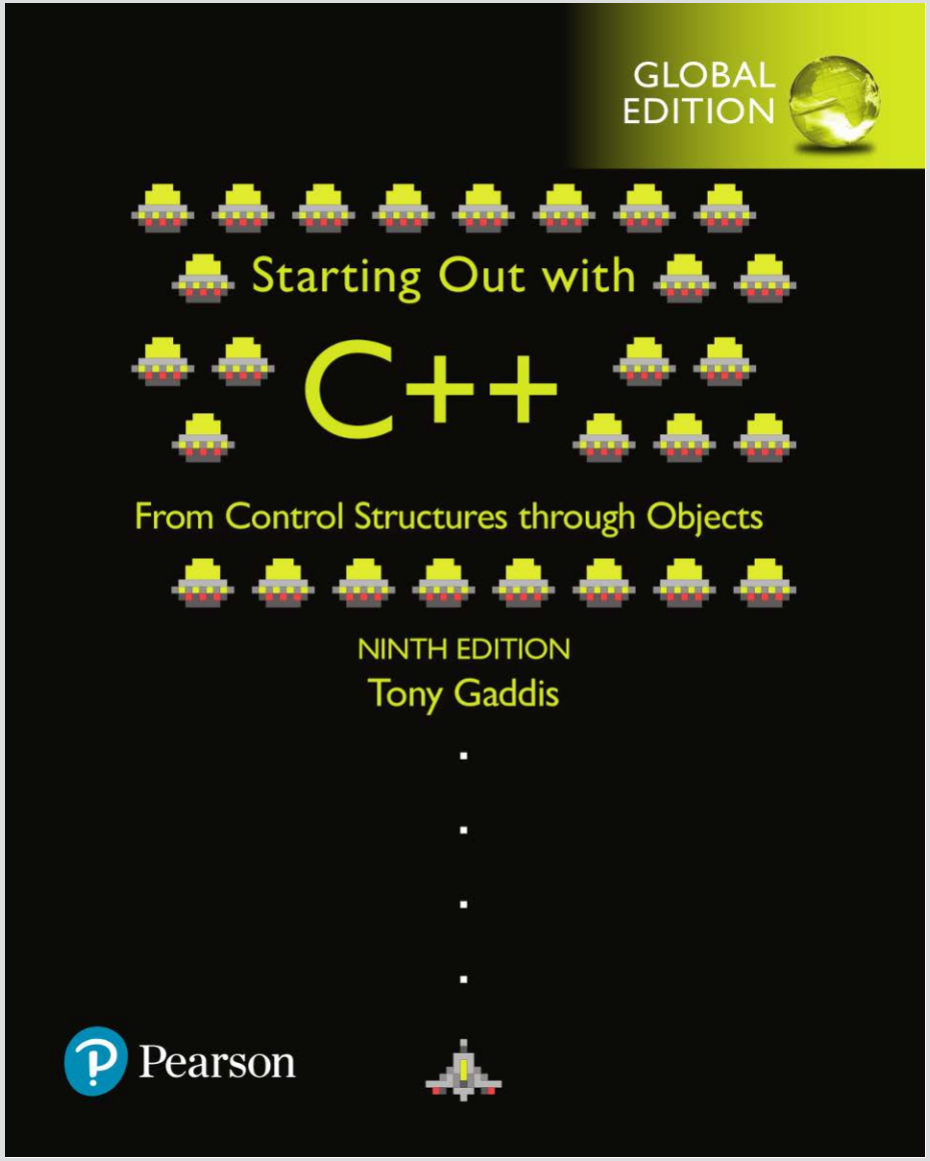 GLOBAL
EDITION
Starting Out with
C++
From Control Structures through Objects
NINTH EDITION
Tony Gaddis
Pearson